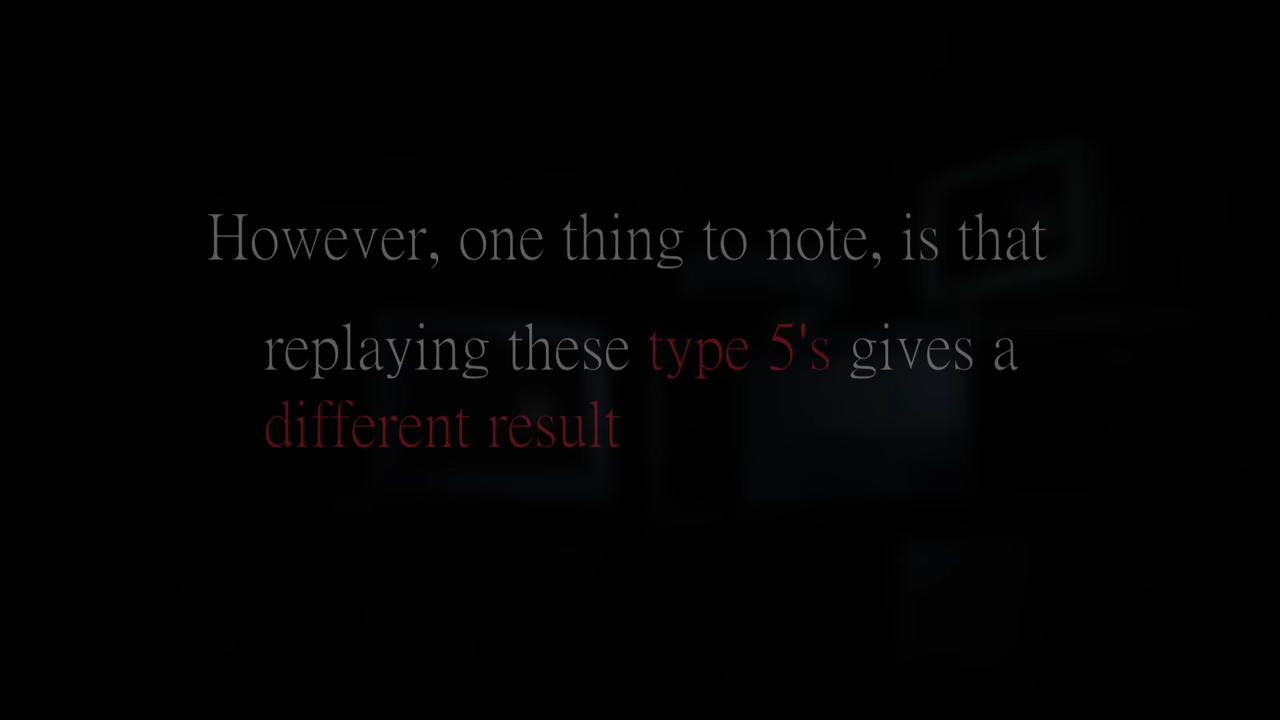 However, one thing to note, is that
replaying these type 5's gives a
different result